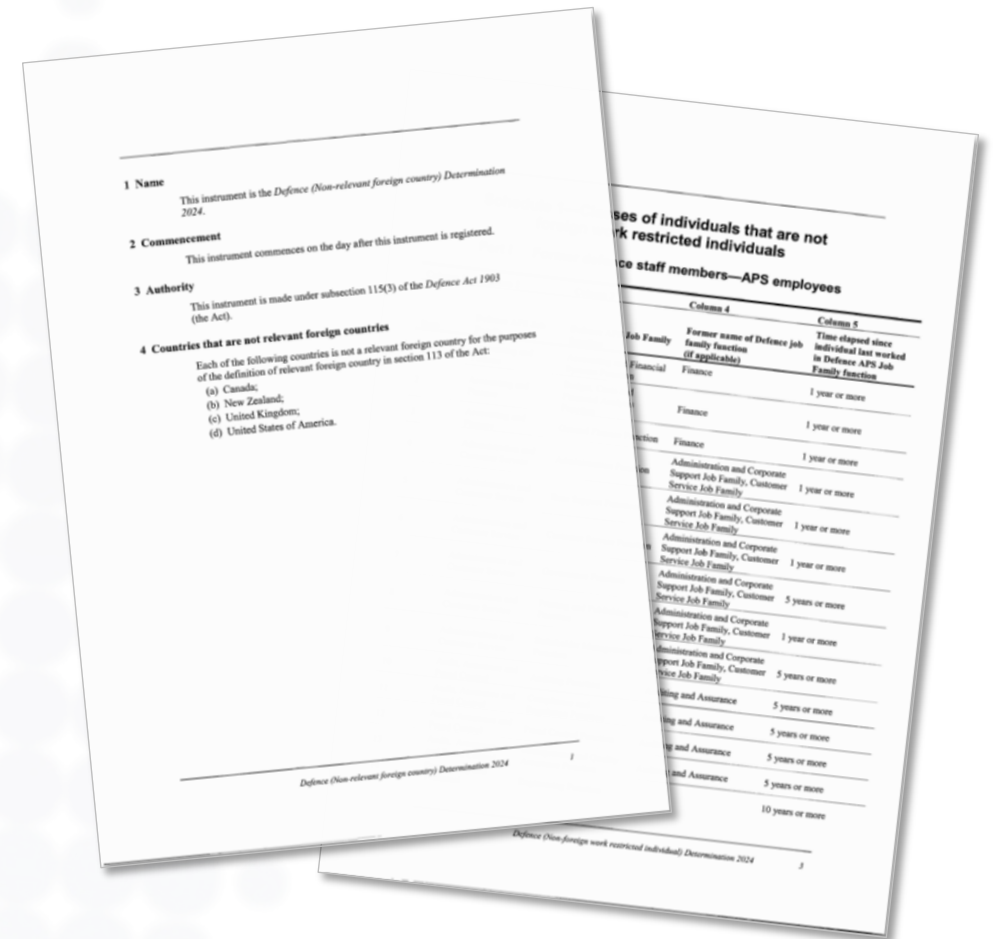 1 Name
This instrument is the Defence (Non-relevant foreign country) Determination
2024.
2 Commencement
This instrument commences on the day after this instrument is registered.
3 Authority
This instrument is made under subsection 115(3) of the Defence Act 1903
(the Act).
4 Countries that are not relevant foreign countries
Each of the following countries is not a relevant foreign country for the purposes
of the definition of relevant foreign country in section 113 of the Act:
(a) Canada;
(b) New Zealand;
(c) United Kingdom;
(d) United States of America.
Defence (Non-relevant foreign country) Determination 2024
1
ses of individuals that are not
rk restricted individuals
ce staff members—APS employees
Column 4
Column 5
Job Family
Former name of Defence job
family function
(if applicable)
Time elapsed since
individual last worked
in Defence APS Job
Family function
Financial
Finance
1 year or more
Finance
1 year or more
nction
Finance
1 year or more
Administration and Corporate
Support Job Family, Customer
Service Job Family
1 year or more
Administration and Corporate
Support Job Family, Customer
Service Job Family
1 year or more
Administration and Corporate
Support Job Family, Customer
Service Job Family
1 year or more
Administration and Corporate
Support Job Family, Customer
Service Job Family
5 years or more
Administration and Corporate
Support Job Family, Customer
Service Job Family
1 year or more
dministration and Corporate
pport Job Family, Customer
vice Job Family
5 years or more
iting and Assurance
5 years or more
ing and Assurance
5 years or more
g and Assurance
5 years or more
and Assurance
5 years or more
10 years or more
Defence (Non-foreign work restricted individual) Determination 2024
3